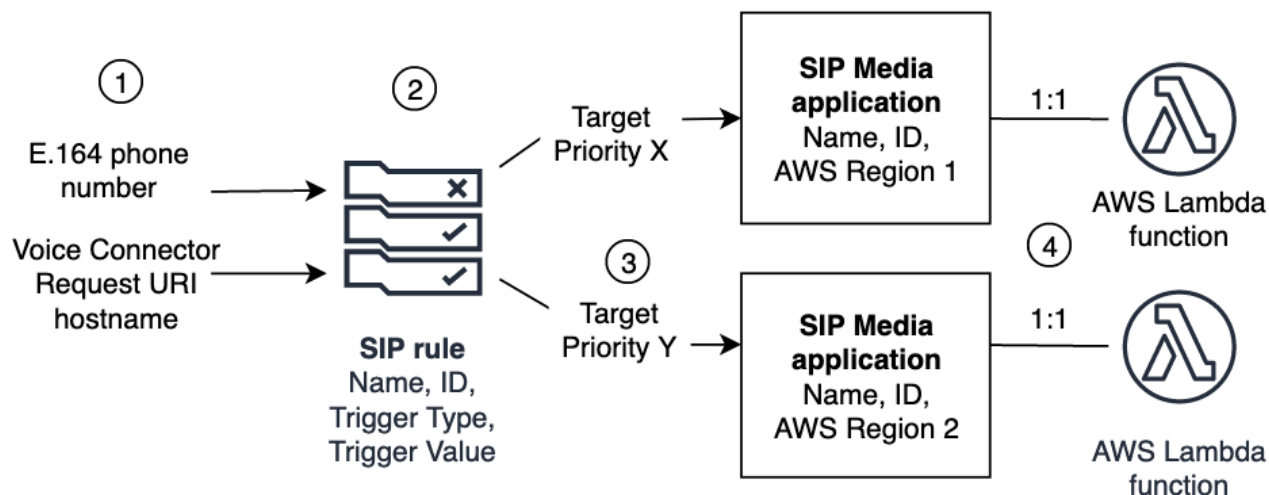 1
E.164 phone
number
Voice Connector
Request URI
hostname
2
SIP rule
Name, ID,
Trigger Type,
Trigger Value
Target
Priority X
3
Target
Priority Y
SIP Media
application
Name, ID,
AWS Region 1
SIP Media
application
Name, ID,
AWS Region 2
1:1
AWS Lambda
function
4
1:1
AWS Lambda
function